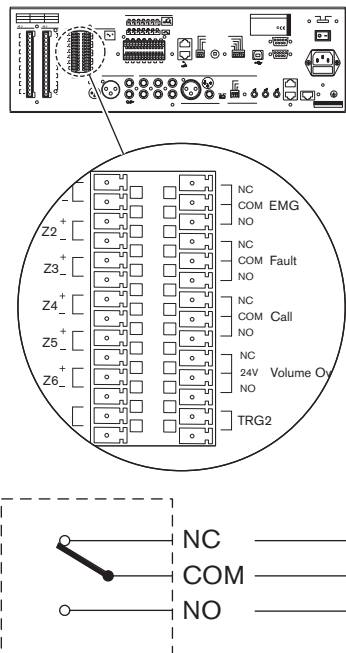 NC
COM EMG
NO
Z2 + -
NC
Z3 + -
COM Fault
NO
Z4 + -
NC
COM Call
NO
Z5 + -
NC
Z6 + -
24V Volume Ov
NO
TRG2
NC
COM
NO